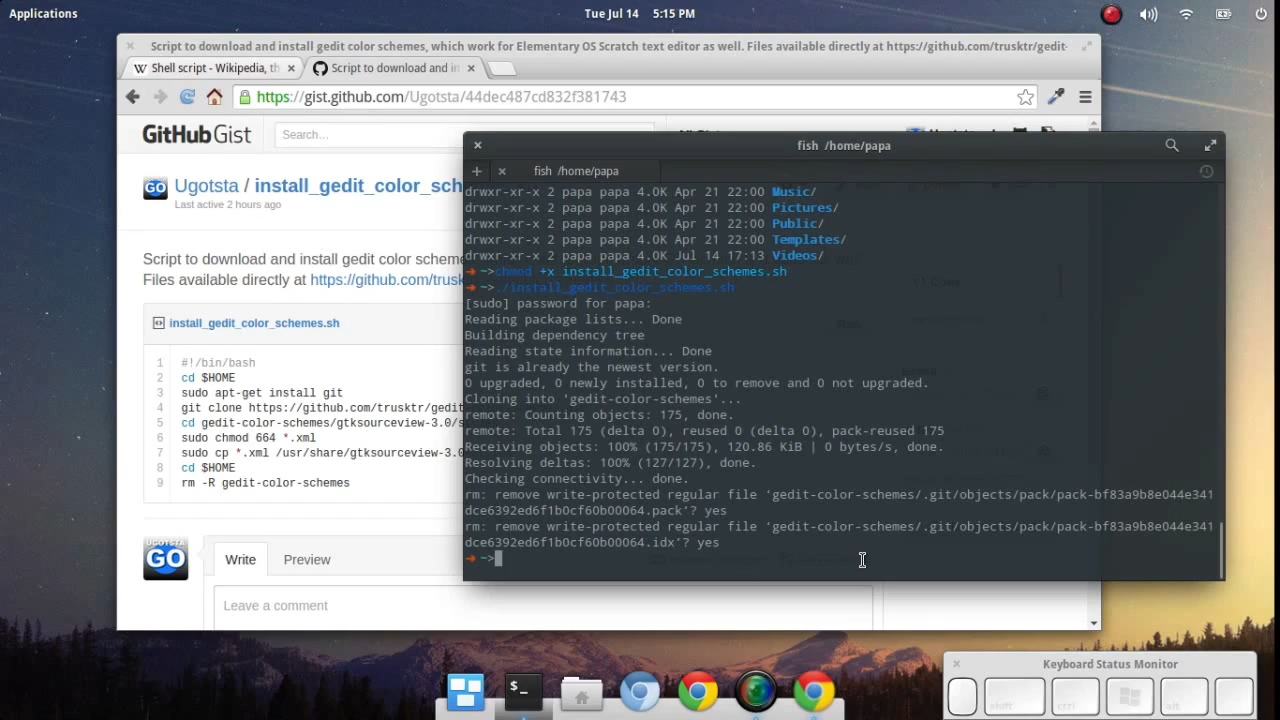 Applications
Tue Jul 14 5:15 PM
Script to download and install gedit color schemes, which work for Elementary OS Scratch text editor as well. Files available directly at https://github.com/trusktr/gedit-
Shell script - Wikipedia, th
Script to download and in
https://gist.github.com/Ugotsta/44dec487cd832f381743
GitHub Gist
Search…
Ugotsta / install_gedit_color_sch
Last active 2 hours ago
Script to download and install gedit color scheme
Files available directly at https://github.com/trusk
install_gedit_color_schemes.sh
1 #!/bin/bash
2 cd $HOME
3 sudo apt-get install git
4 git clone https://github.com/trusktr/gedit
5 cd gedit-color-schemes/gtksourceview-3.0/s
6 sudo chmod 664 *.xml
7 sudo cp *.xml /usr/share/gtksourceview-3.0
8 cd $HOME
9 rm -R gedit-color-schemes
GO
UGOTSTA
GO
Write
Preview
Leave a comment
fish /home/papa
fish /home/papa
drwxr-xr-x 2 papa papa 4.0K Apr 21 22:00 Music/
drwxr-xr-x 2 papa papa 4.0K Apr 21 22:00 Pictures/
drwxr-xr-x 2 papa papa 4.0K Apr 21 22:00 Public/
drwxr-xr-x 2 papa papa 4.0K Apr 21 22:00 Templates/
drwxr-xr-x 2 papa papa 4.0K Jul 14 17:13 Videos/
➜ ~>chmod +x install_gedit_color_schemes.sh
➜ ~>./install_gedit_color_schemes.sh
[sudo] password for papa:
Reading package lists... Done
Building dependency tree
Reading state information... Done
git is already the newest version.
0 upgraded, 0 newly installed, 0 to remove and 0 not upgraded.
Cloning into 'gedit-color-schemes'...
remote: Counting objects: 175, done.
remote: Total 175 (delta 0), reused 0 (delta 0), pack-reused 175
Receiving objects: 100% (175/175), 120.86 KiB | 0 bytes/s, done.
Resolving deltas: 100% (127/127), done.
Checking connectivity... done.
rm: remove write-protected regular file ‘gedit-color-schemes/.git/objects/pack/pack-bf83a9b8e044e341
dce6392ed6f1b0cf60b00064.pack’? yes
rm: remove write-protected regular file ‘gedit-color-schemes/.git/objects/pack/pack-bf83a9b8e044e341
dce6392ed6f1b0cf60b00064.idx’? yes
➜ ~>
Keyboard Status Monitor
shift
ctrl
alt